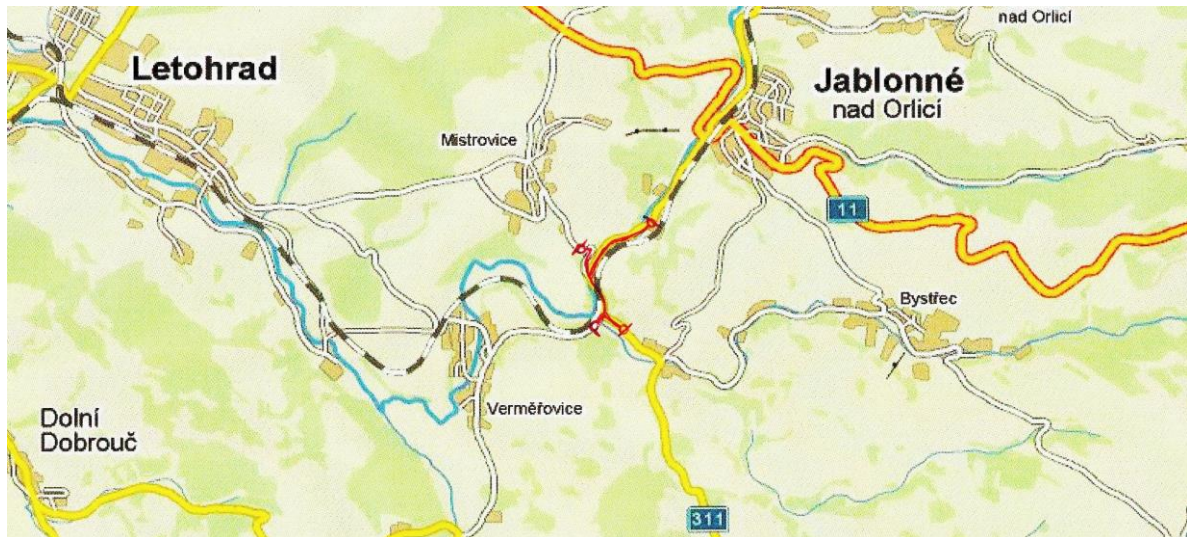 nad Orlicí
Letohrad
Jablonné
nad Orlicí
Mistrovice
11
Bystřec
Verměřovice
Dolní
Dobrouč
311